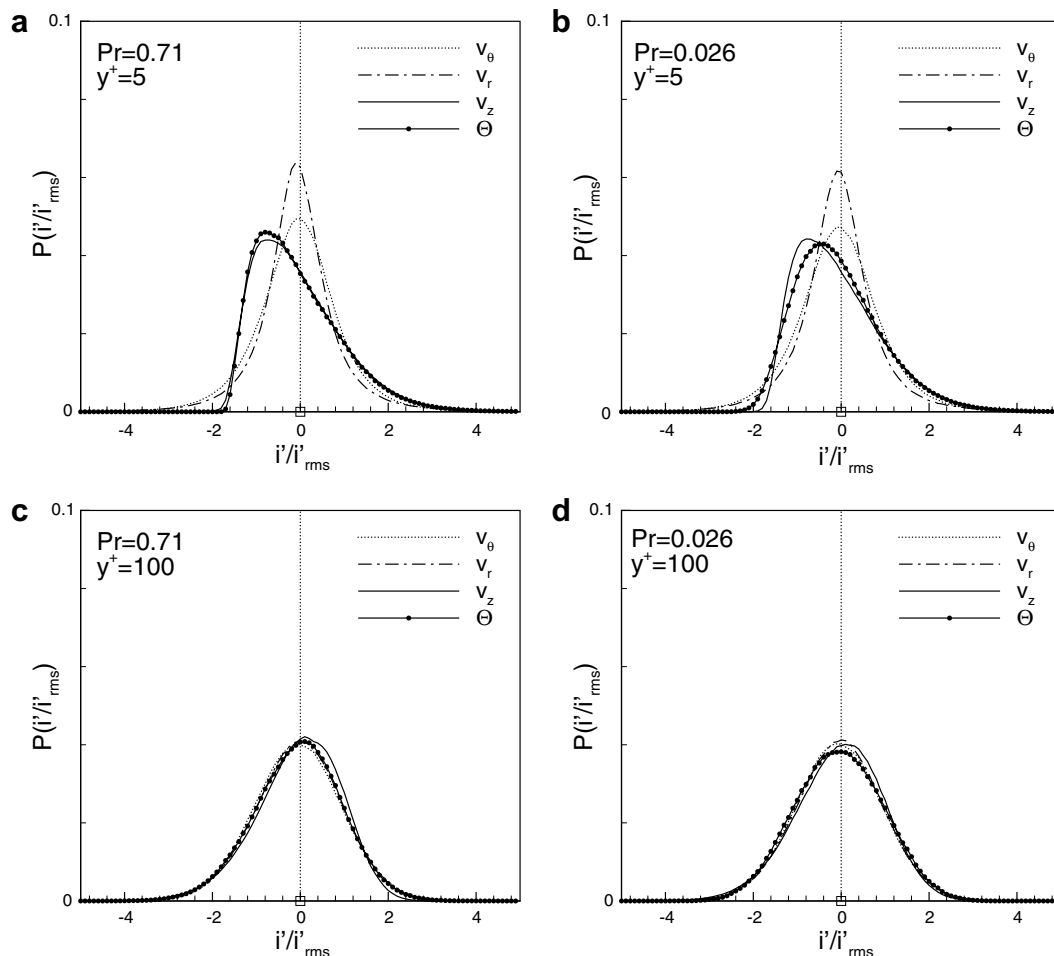 a
0.1
Pr=0.71
y+=5
vθ
vr
vz
Θ
P(i'/i'rms)
0
-4 -2 0 2 4
i'/i'rms
b
0.1
Pr=0.026
y+=5
vθ
vr
vz
Θ
P(i'/i'rms)
0
-4 -2 0 2 4
i'/i'rms
c
0.1
Pr=0.71
y+=100
vθ
vr
vz
Θ
P(i'/i'rms)
0
-4 -2 0 2 4
i'/i'rms
d
0.1
Pr=0.026
y+=100
vθ
vr
vz
Θ
P(i'/i'rms)
0
-4 -2 0 2 4
i'/i'rms